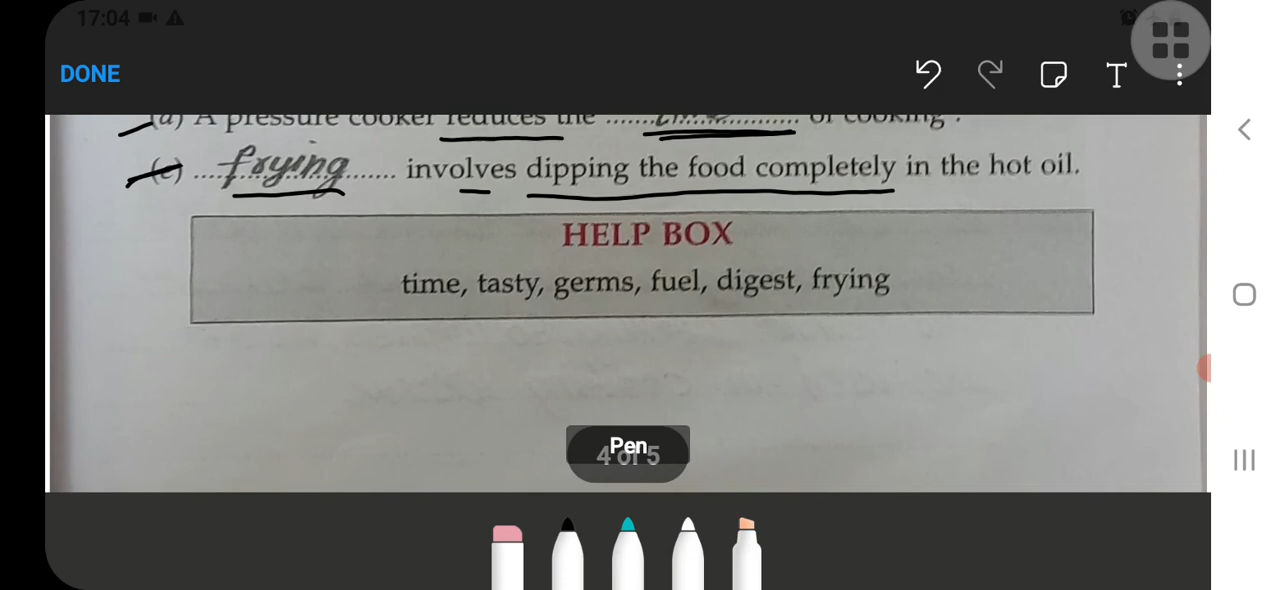 17:04
DONE
T
(d) A pressure cooker reduces the .......time.............. of cooking .
(e) ....frying......... involves dipping the food completely in the hot oil.
HELP BOX
time, tasty, germs, fuel, digest, frying
Pen
4 of 5